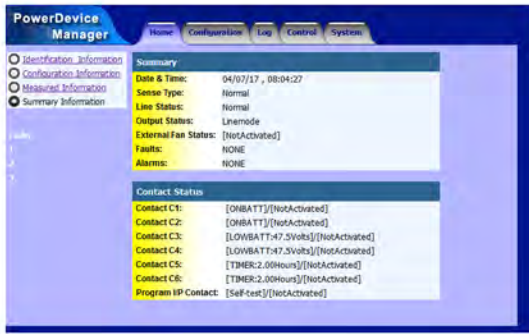 PowerDevice
Manager
Home Configuration Log Control System
Identification Information
Configuration Information
Measured Information
Summary Information
Summary
Date & Time: 04/07/17 , 08:04:27
Sense Type: Normal
Line Status: Normal
Output Status: Linemode
External Fan Status: [NotActivated]
Faults: NONE
Alarms: NONE
Contact Status
Contact C1: [ONBATT]/[NotActivated]
Contact C2: [ONBATT]/[NotActivated]
Contact C3: [LOWBATT:47.5Volts]/[NotActivated]
Contact C4: [LOWBATT:47.5Volts]/[NotActivated]
Contact C5: [TIMER:2.00Hours]/[NotActivated]
Contact C6: [TIMER:2.00Hours]/[NotActivated]
Program I/P Contact: [Self-test]/[NotActivated]